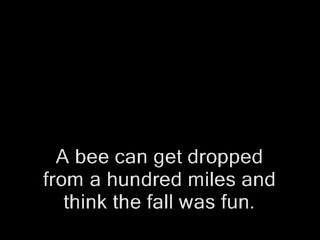 A bee can get dropped
from a hundred miles and
think the fall was fun.